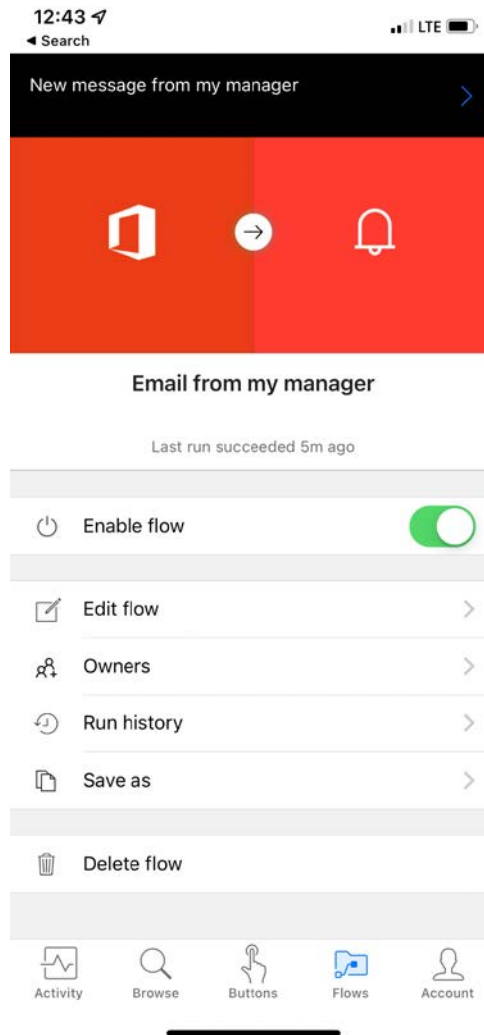 12:43
LTE
◀ Search
New message from my manager
Email from my manager
Last run succeeded 5m ago
Enable flow
Edit flow
Owners
Run history
Save as
Delete flow
Activity Browse Buttons Flows Account